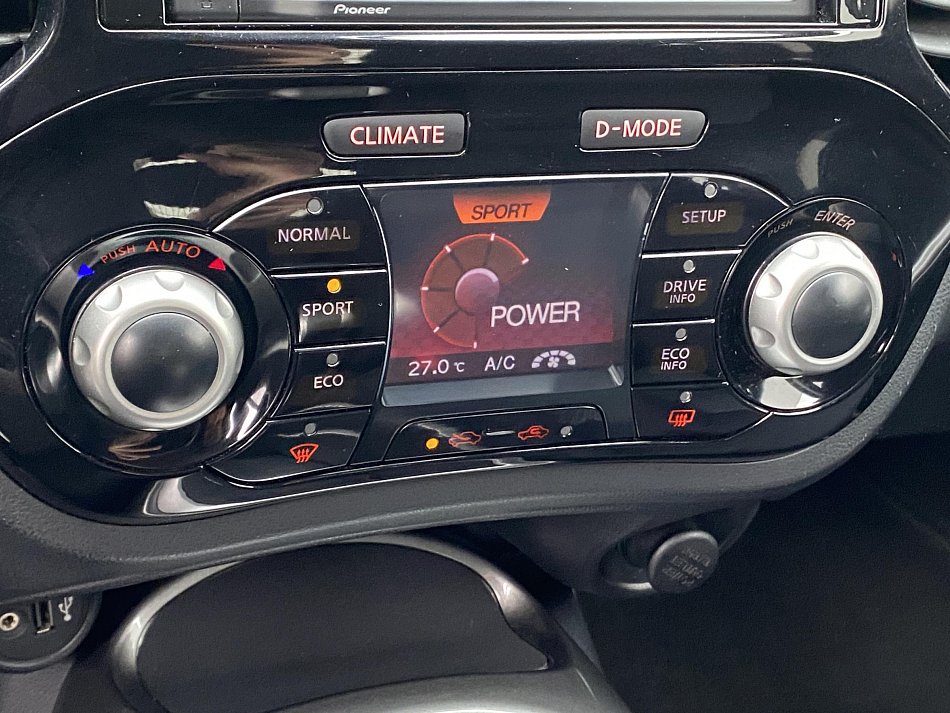 Pioneer
CLIMATE
D-MODE
PUSH AUTO
NORMAL
SPORT
ECO
SPORT
POWER
27.0 °C A/C
SETUP
DRIVE
INFO
ECO
INFO
PUSH ENTER